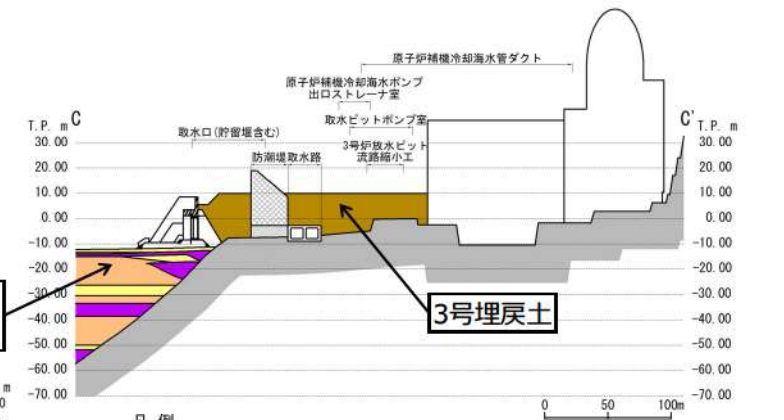 原子炉補機冷却海水管ダクト
原子炉補機冷却海水ポンプ
出口ストレーナ室
取水ピットポンプ室
取水口(貯留堰含む)
防潮堤 取水路
3号炉放水ピット
流路縮小工
T.P. m C
C' T.P. m
30.00
20.00
10.00
0.00
-10.00
-20.00
-30.00
-40.00
-50.00
-60.00
-70.00
30.00
20.00
10.00
0.00
-10.00
-20.00
-30.00
-40.00
-50.00
-60.00
-70.00
3号埋戻土
m
0
凡 例
0 50 100m